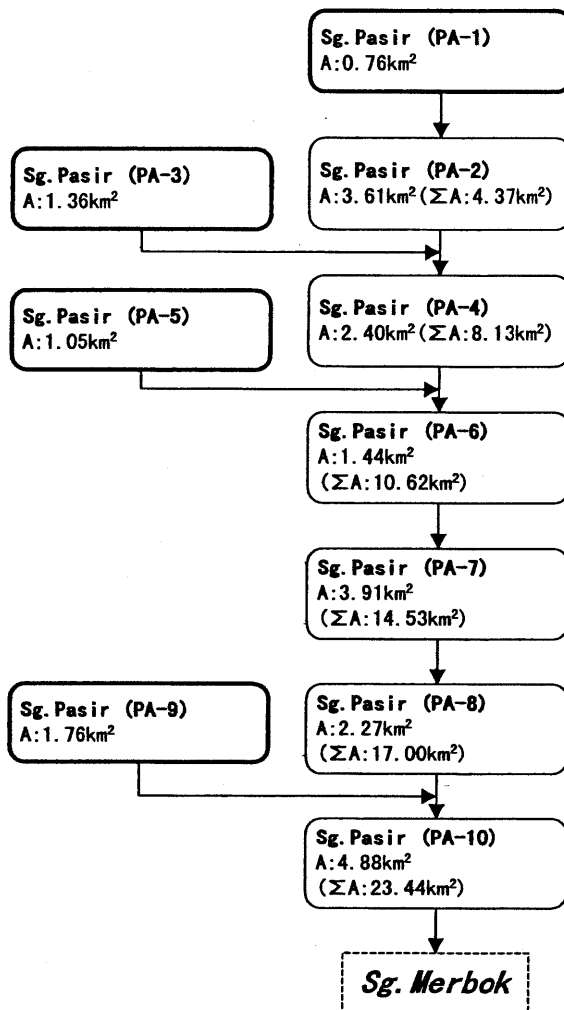 Sg.Pasir (PA-1)
A:0.76km²
Sg.Pasir (PA-3)
A:1.36km²
Sg.Pasir (PA-2)
A:3.61km²(ΣA:4.37km²)
Sg.Pasir (PA-5)
A:1.05km²
Sg.Pasir (PA-4)
A:2.40km²(ΣA:8.13km²)
Sg.Pasir (PA-6)
A:1.44km²
(ΣA:10.62km²)
Sg.Pasir (PA-7)
A:3.91km²
(ΣA:14.53km²)
Sg.Pasir (PA-9)
A:1.76km²
Sg.Pasir (PA-8)
A:2.27km²
(ΣA:17.00km²)
Sg.Pasir (PA-10)
A:4.88km²
(ΣA:23.44km²)
Sg.Merbok